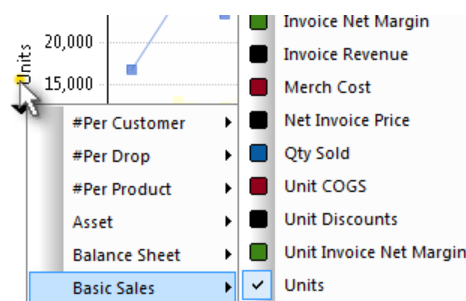 Units
20,000
15,000
#Per Customer
#Per Drop
#Per Product
Asset
Balance Sheet
Basic Sales
Invoice Net Margin
Invoice Revenue
Merch Cost
Net Invoice Price
Qty Sold
Unit COGS
Unit Discounts
Unit Invoice Net Margin
Units